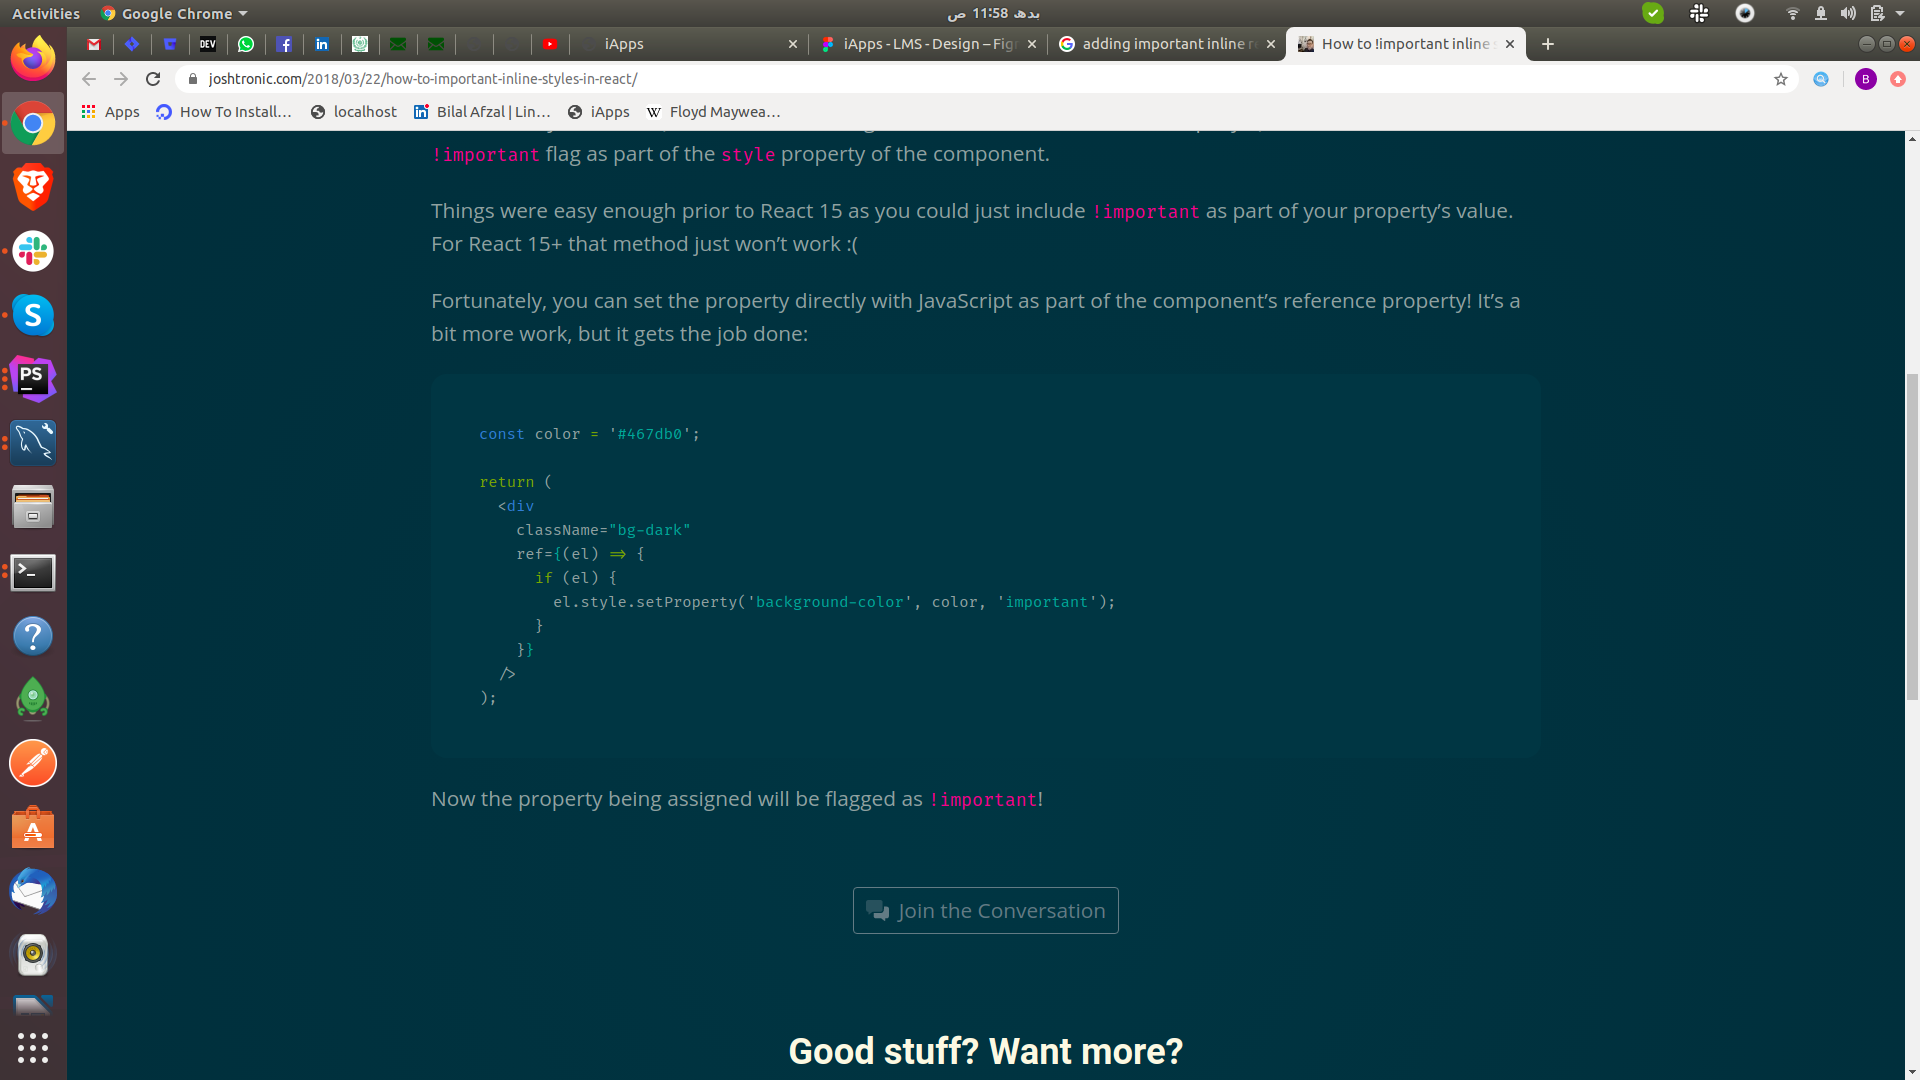 Activities
Google Chrome
بدھ 11:58 ص
DEV
iApps
iApps - LMS - Design – Fig
adding important inline r
How to !important inline s
joshtronic.com/2018/03/22/how-to-important-inline-styles-in-react/
B
Apps
How To Install...
localhost
Bilal Afzal | Lin...
iApps
W
Floyd Maywea...
PS
!important flag as part of the style property of the component.
Things were easy enough prior to React 15 as you could just include !important as part of your property’s value.
For React 15+ that method just won’t work :(
Fortunately, you can set the property directly with JavaScript as part of the component’s reference property! It’s a
bit more work, but it gets the job done:
const color = '#467db0';
return (
<div
className="bg-dark"
ref={(el) => {
if (el) {
el.style.setProperty('background-color', color, 'important');
}
}}
/>
);
Now the property being assigned will be flagged as !important!
Join the Conversation
Good stuff? Want more?